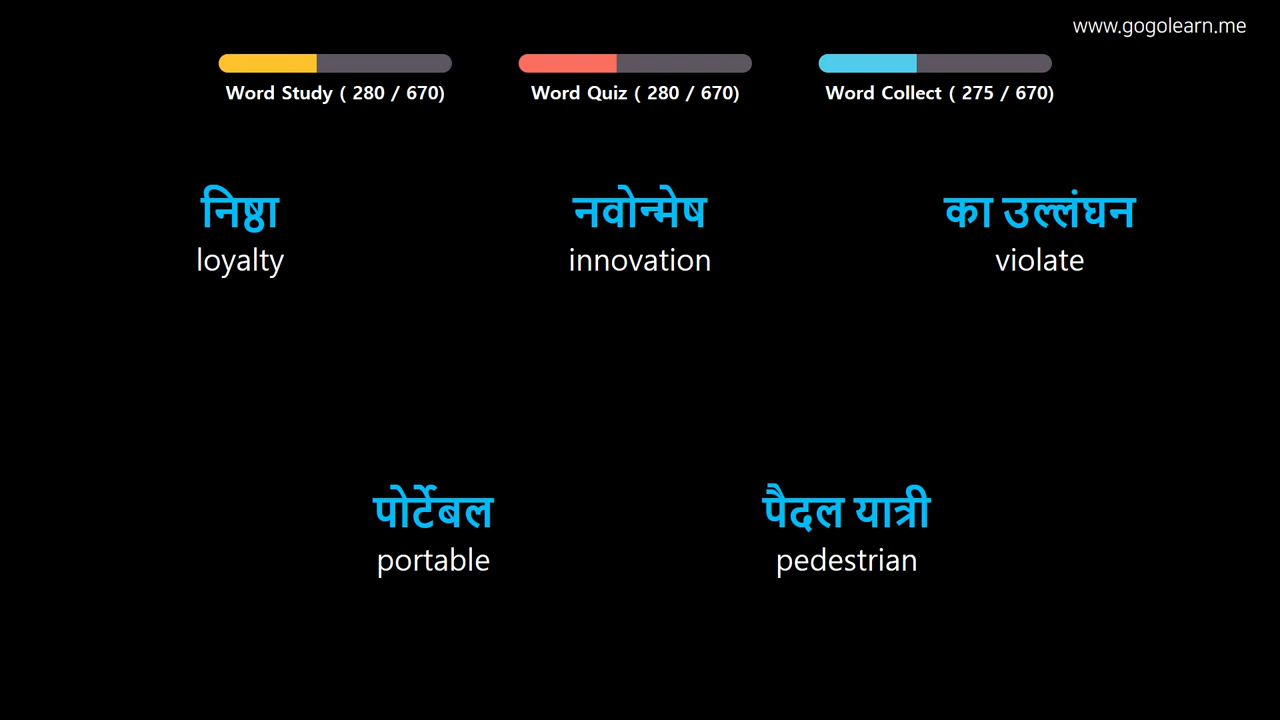 www.gogolearn.me
Word Study ( 280 / 670)
Word Quiz ( 280 / 670)
Word Collect ( 275 / 670)
निष्ठा
loyalty
नवोन्मेष
innovation
का उल्लंघन
violate
पोर्टेबल
portable
पैदल यात्री
pedestrian